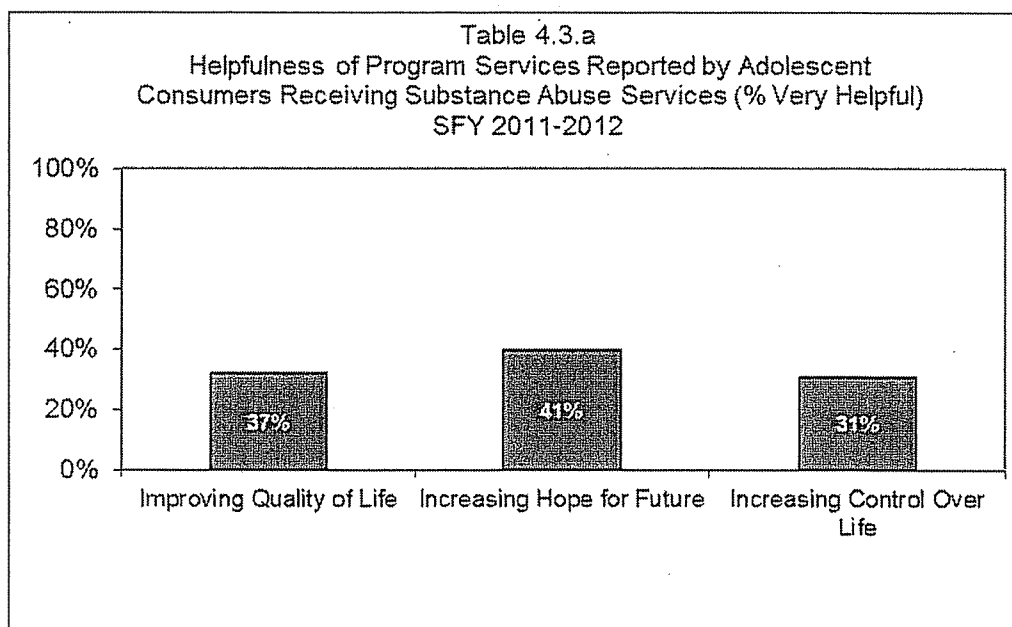 Table 4.3.a
Helpfulness of Program Services Reported by Adolescent
Consumers Receiving Substance Abuse Services (% Very Helpful)
SFY 2011-2012
100%
80%
60%
40%
20%
0%
37%
41%
31%
Improving Quality of Life
Increasing Hope for Future
Increasing Control Over
Life